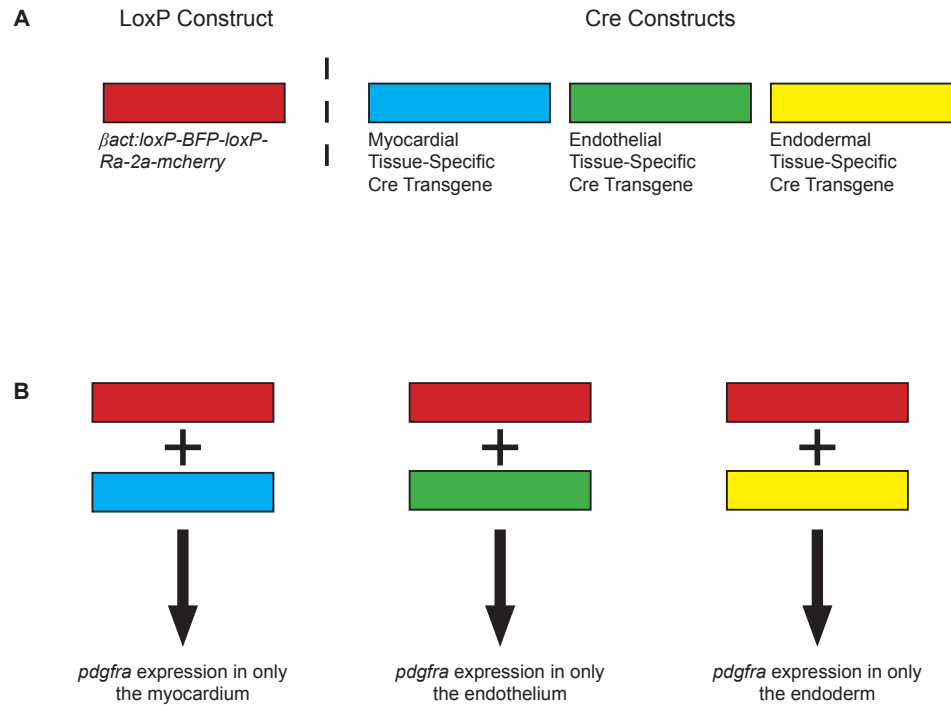 A
LoxP Construct
Cre Constructs
βact:loxP-BFP-loxP-
Ra-2a-mcherry
Myocardial
Tissue-Specific
Cre Transgene
Endothelial
Tissue-Specific
Cre Transgene
Endodermal
Tissue-Specific
Cre Transgene
B
pdgfra expression in only
the myocardium
pdgfra expression in only
the endothelium
pdgfra expression in only
the endoderm